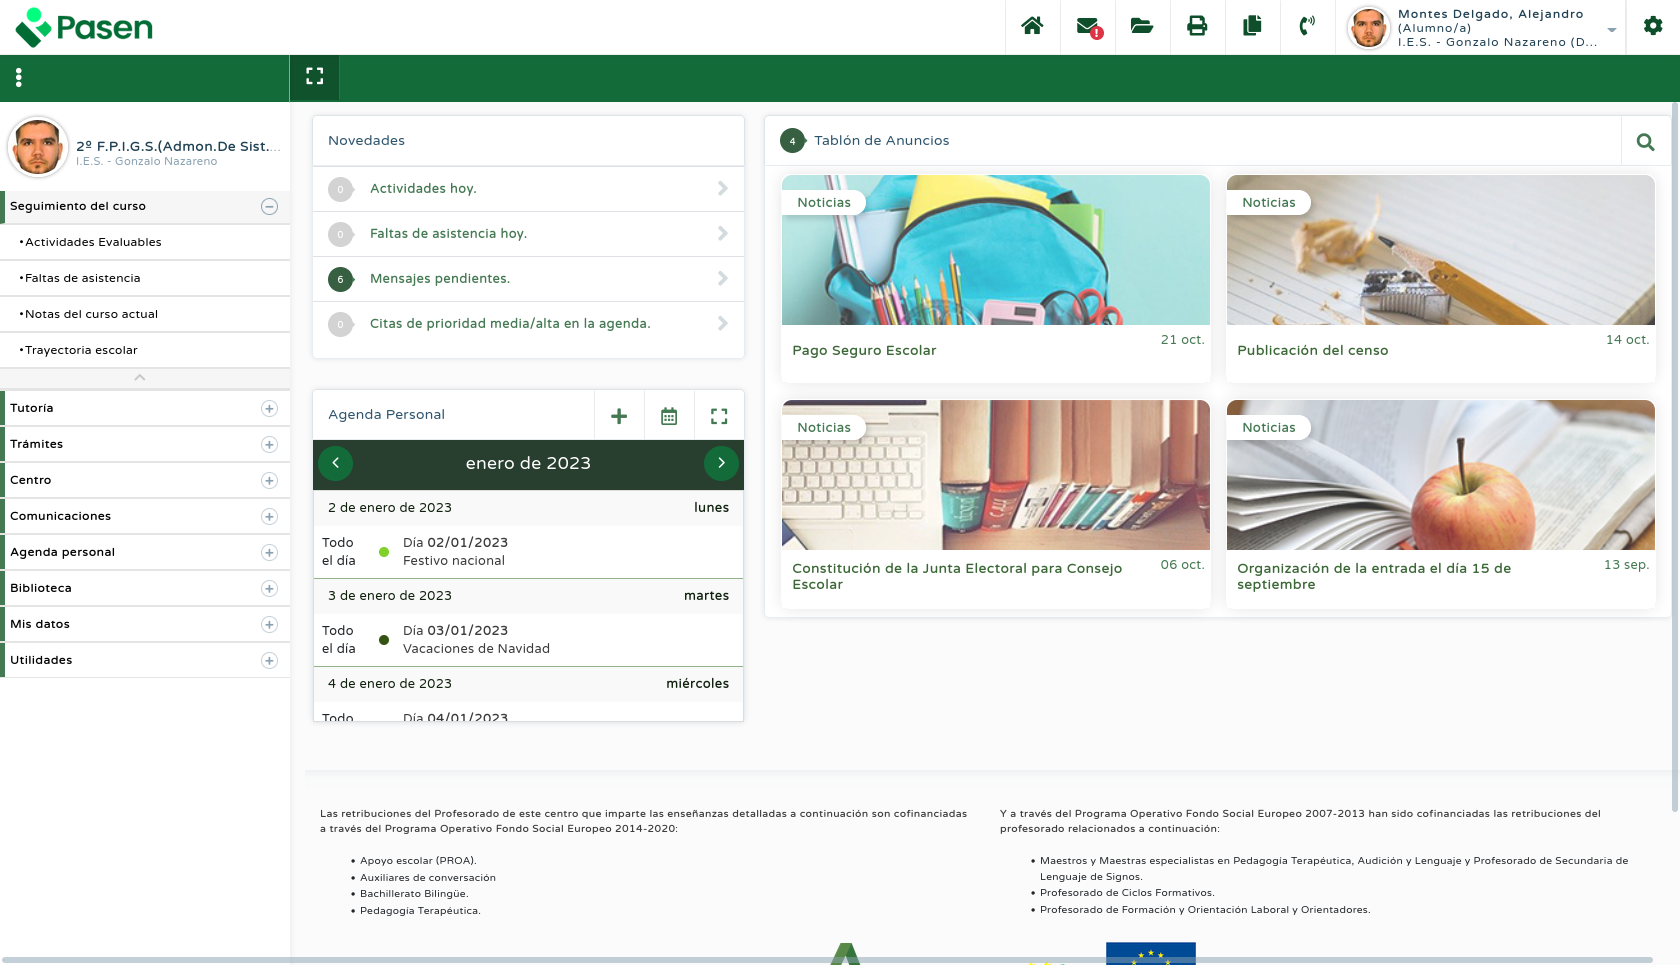 Pasen
Montes Delgado, Alejandro
(Alumno/a)
I.E.S. - Gonzalo Nazareno (D...
2º F.P.I.G.S.(Admon.De Sist....
I.E.S. - Gonzalo Nazareno
Seguimiento del curso
•Actividades Evaluables
•Faltas de asistencia
•Notas del curso actual
•Trayectoria escolar
Tutoría
Trámites
Centro
Comunicaciones
Agenda personal
Biblioteca
Mis datos
Utilidades
Novedades
0 Actividades hoy.
0 Faltas de asistencia hoy.
6 Mensajes pendientes.
0 Citas de prioridad media/alta en la agenda.
Agenda Personal
enero de 2023
2 de enero de 2023 lunes
Todo el día
Día 02/01/2023
Festivo nacional
3 de enero de 2023 martes
Todo el día
Día 03/01/2023
Vacaciones de Navidad
4 de enero de 2023 miércoles
Todo
Día 04/01/2023
4 Tablón de Anuncios
Noticias
Pago Seguro Escolar
21 oct.
Noticias
Publicación del censo
14 oct.
Noticias
Constitución de la Junta Electoral para Consejo
Escolar
06 oct.
Noticias
Organización de la entrada el día 15 de
septiembre
13 sep.
Las retribuciones del Profesorado de este centro que imparte las enseñanzas detalladas a continuación son cofinanciadas
a través del Programa Operativo Fondo Social Europeo 2014-2020:
• Apoyo escolar (PROA).
• Auxiliares de conversación
• Bachillerato Bilingüe.
• Pedagogía Terapéutica.
Y a través del Programa Operativo Fondo Social Europeo 2007-2013 han sido cofinanciadas las retribuciones del
profesorado relacionados a continuación:
• Maestros y Maestras especialistas en Pedagogía Terapéutica, Audición y Lenguaje y Profesorado de Secundaria de
Lenguaje de Signos.
• Profesorado de Ciclos Formativos.
• Profesorado de Formación y Orientación Laboral y Orientadores.